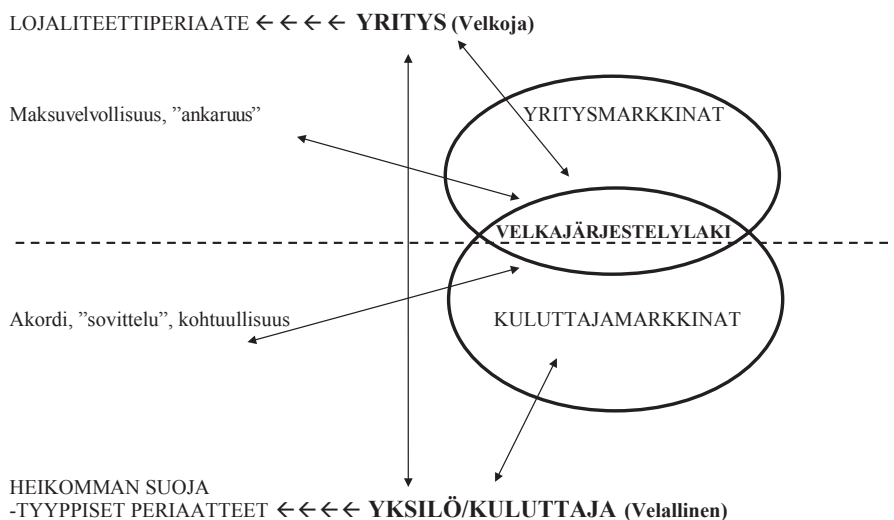 LOJALITEETTIPERIAATE ←←←← YRITYS (Velkoja)
Maksuvelvollisuus, ”ankaruus”
YRITYSMARKKINAT
VELKAJÄRJESTELYLAKI
Akordi, ”sovittelu”, kohtuullisuus
KULUTTAJAMARKKINAT
HEIKOMMAN SUOJA
-TYYPPISET PERIAATTEET ←←←← YKSILÖ/KULUTTAJA (Velallinen)